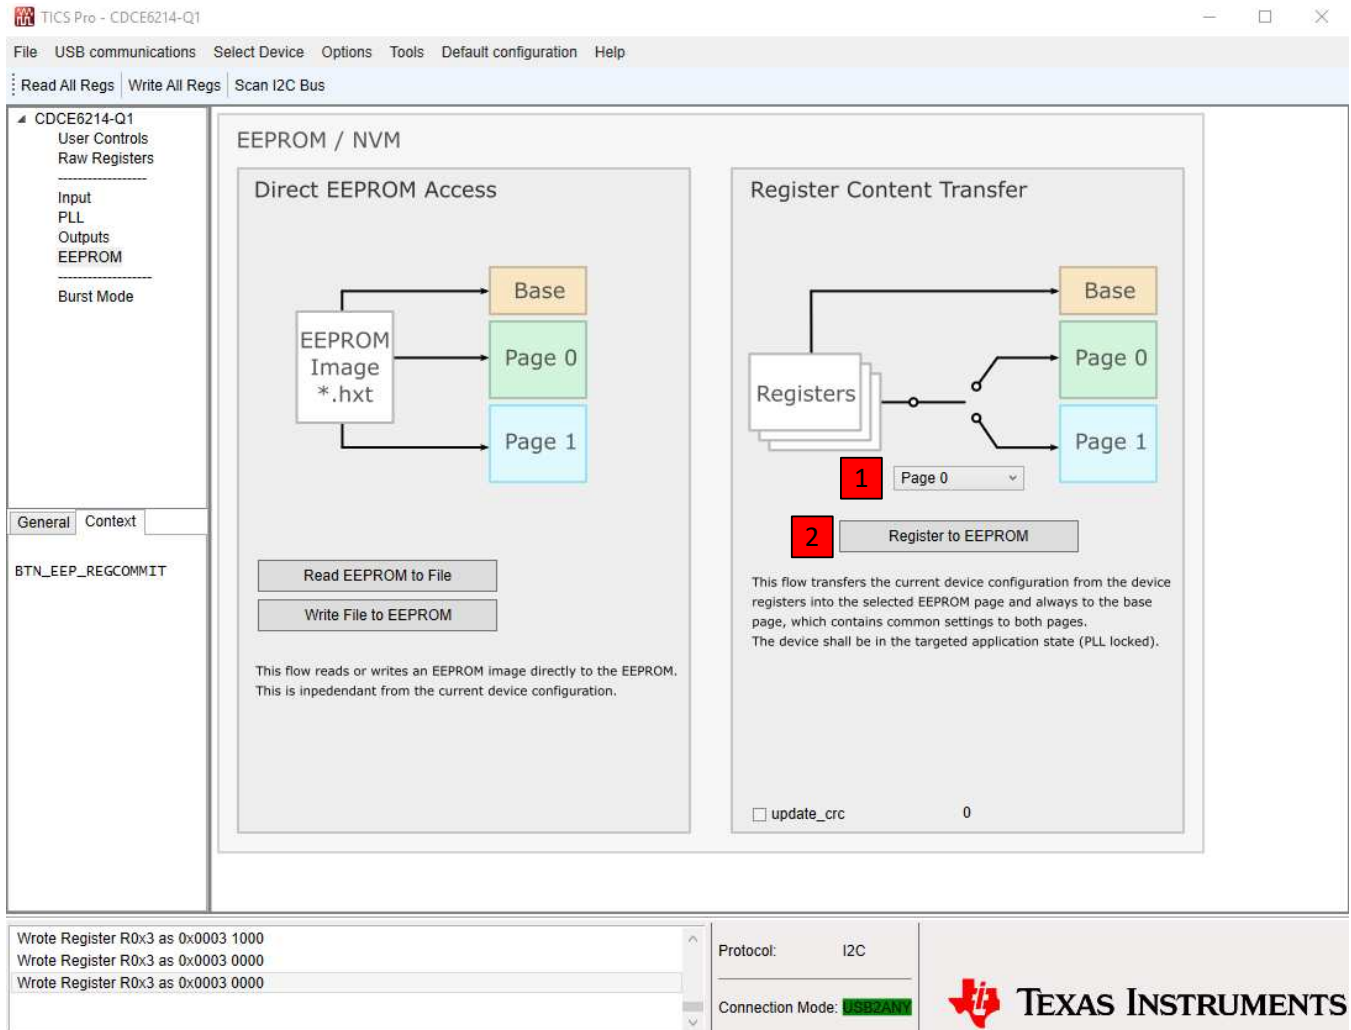 TICS Pro - CDCE6214-Q1
File USB communications Select Device Options Tools Default configuration Help
Read All Regs Write All Regs Scan I2C Bus
CDCE6214-Q1
User Controls
Raw Registers
------------------
Input
PLL
Outputs
EEPROM
-------------------
Burst Mode
General Context
BTN_EEP_REGCOMMIT
EEPROM / NVM
Direct EEPROM Access
Base
EEPROM
Image
*.hxt
Page 0
Page 1
Read EEPROM to File
Write File to EEPROM
This flow reads or writes an EEPROM image directly to the EEPROM.
This is inpedendant from the current device configuration.
Register Content Transfer
Base
Registers
Page 0
Page 1
1 Page 0
2 Register to EEPROM
This flow transfers the current device configuration from the device
registers into the selected EEPROM page and always to the base
page, which contains common settings to both pages.
The device shall be in the targeted application state (PLL locked).
update_crc 0
Wrote Register R0x3 as 0x0003 1000
Wrote Register R0x3 as 0x0003 0000
Wrote Register R0x3 as 0x0003 0000
Protocol: I2C
Connection Mode: USB2ANY
TEXAS INSTRUMENTS